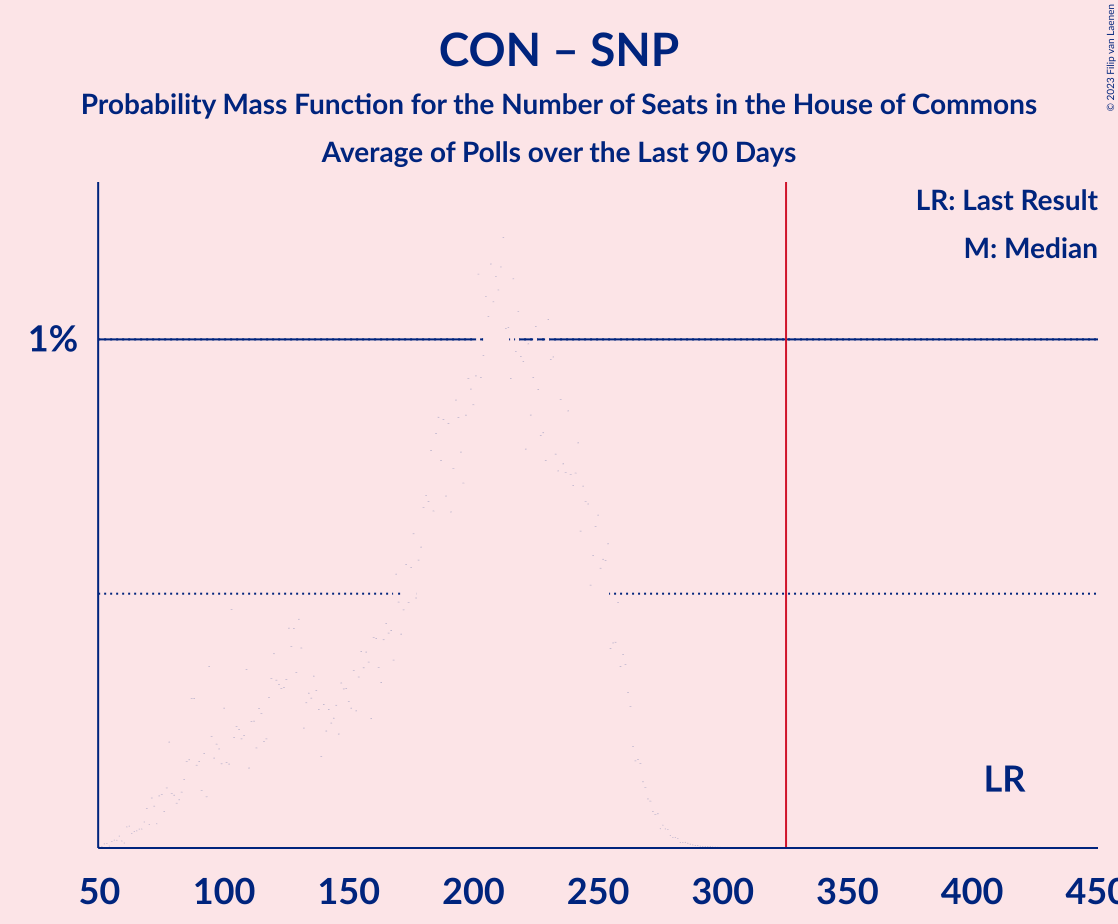 CON – SNP
Probability Mass Function for the Number of Seats in the House of Commons
Average of Polls over the Last 90 Days
© 2023 Filip van Laenen
LR: Last Result
M: Median
1%
LR
50 100 150 200 250 300 350 400 450